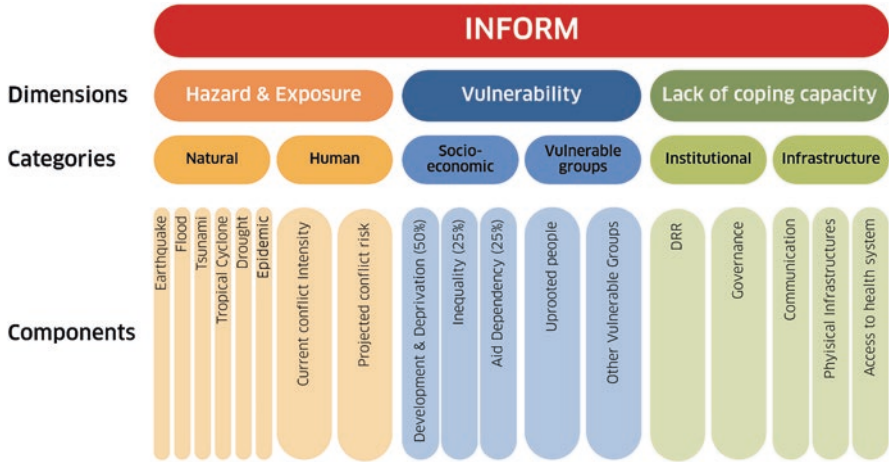 INFORM
Dimensions
Hazard & Exposure
Vulnerability
Lack of coping capacity
Categories
Natural
Human
Socio-
economic
Vulnerable
groups
Institutional
Infrastructure
Components
Earthquake
Flood
Tsunami
Tropical Cyclone
Drought
Epidemic
Current conflict Intensity
Projected conflict risk
Development & Deprivation (50%)
Inequality (25%)
Aid Dependency (25%)
Uprooted people
Other Vulnerable Groups
DRR
Governance
Communication
Phyisical Infrastructures
Access to health system